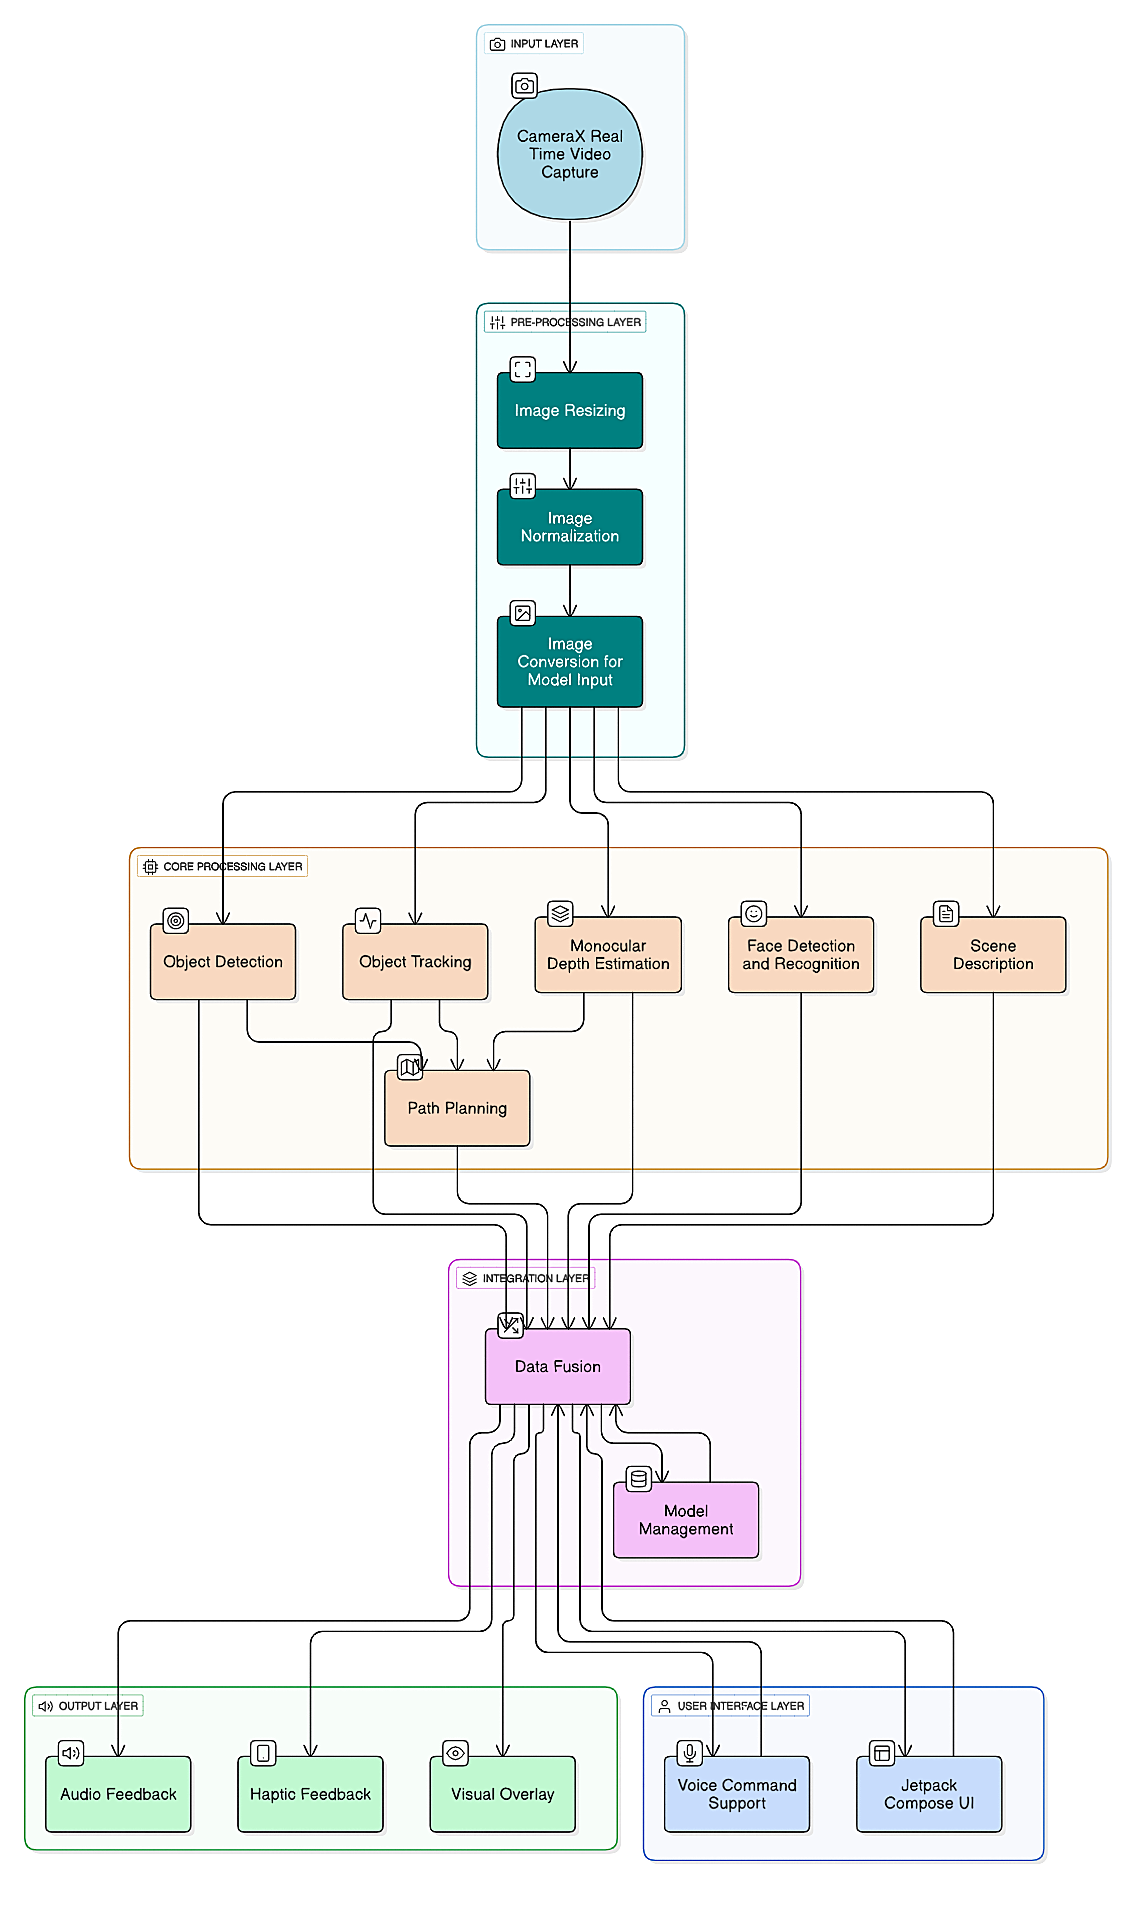 INPUT LAYER
CameraX Real
Time Video
Capture
PRE-PROCESSING LAYER
Image Resizing
Image
Normalization
Image
Conversion for
Model Input
CORE PROCESSING LAYER
Object Detection
Object Tracking
Monocular
Depth Estimation
Face Detection
and Recognition
Scene
Description
Path Planning
INTEGRATION LAYER
Data Fusion
Model
Management
OUTPUT LAYER
Audio Feedback
Haptic Feedback
Visual Overlay
USER INTERFACE LAYER
Voice Command
Support
Jetpack
Compose UI